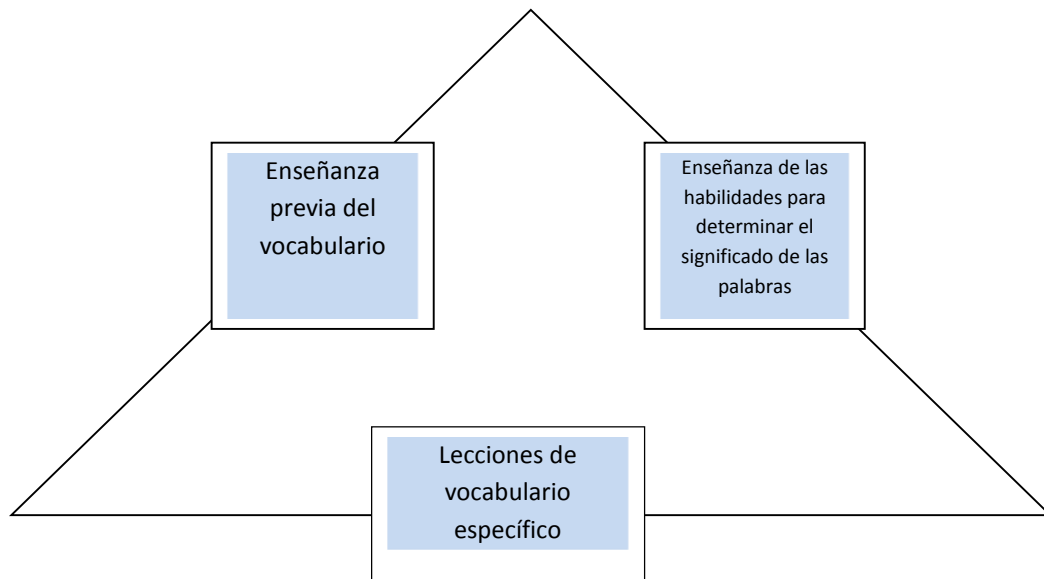 Enseñanza
previa del
vocabulario
Enseñanza de las
habilidades para
determinar el
significado de las
palabras
Lecciones de
vocabulario
específico